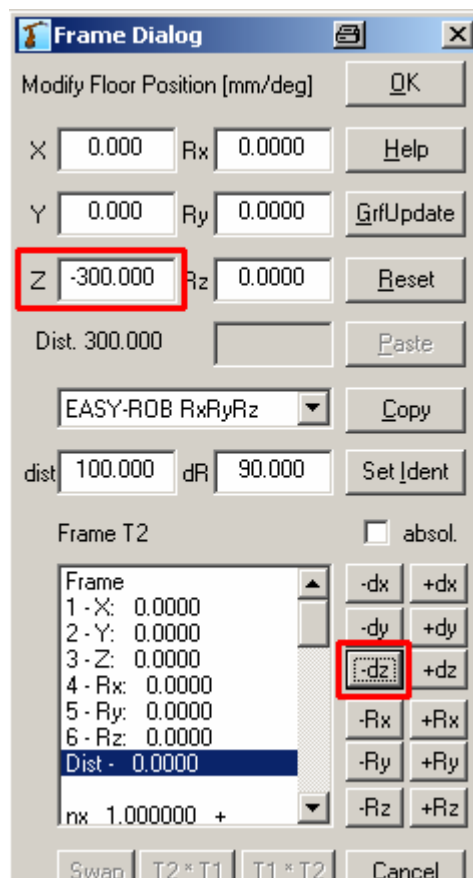 Frame Dialog
Modify Floor Position [mm/deg] OK
X 0.000 Rx 0.0000 Help
Y 0.000 Ry 0.0000 GrfUpdate
Z -300.000 Rz 0.0000 Reset
Dist. 300.000 Paste
EASY-ROB RxRyRz Copy
dist 100.000 dR 90.000 Set Ident
Frame T2 absol.
Frame -dx +dx
1 - X: 0.0000
2 - Y: 0.0000 -dy +dy
3 - Z: 0.0000 -dz +dz
4 - Rx: 0.0000
5 - Ry: 0.0000 -Rx +Rx
6 - Rz: 0.0000
Dist - 0.0000 -Ry +Ry
nx 1.000000 + -Rz +Rz
Swap T2 * T1 T1 * T2 Cancel